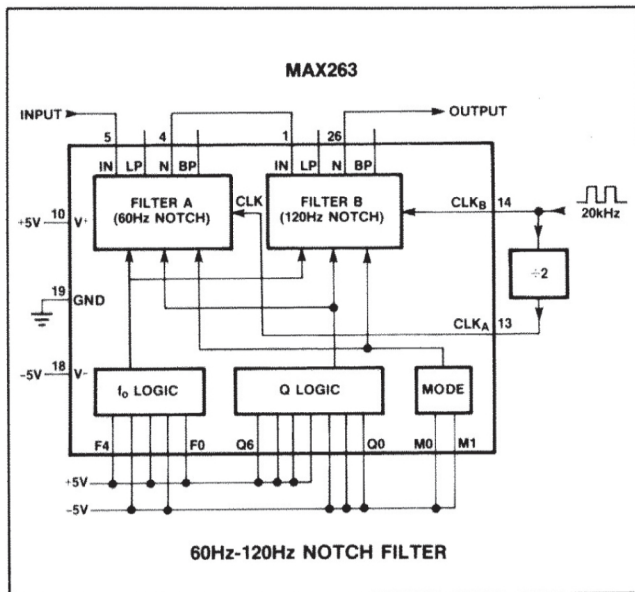 MAX263
INPUT
OUTPUT
5
4
1
26
IN LP N BP
IN LP N BP
FILTER A
(60Hz NOTCH)
CLK
FILTER B
(120Hz NOTCH)
CLKB
14
20kHz
+5V
10
V+
÷2
19
GND
CLKA
13
-5V
18
V-
fo LOGIC
Q LOGIC
MODE
F4
F0
Q6
Q0
M0
M1
+5V
-5V
60Hz-120Hz NOTCH FILTER